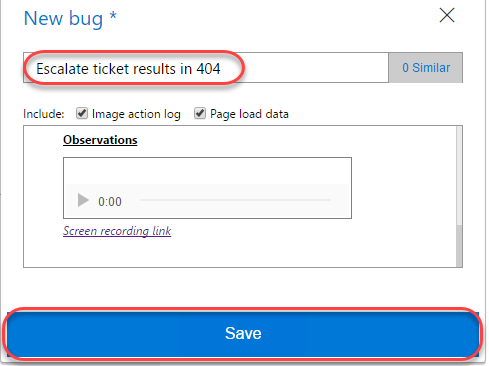 New bug *
Escalate ticket results in 404
0 Similar
Include: Image action log Page load data
Observations
0:00
Screen recording link
Save